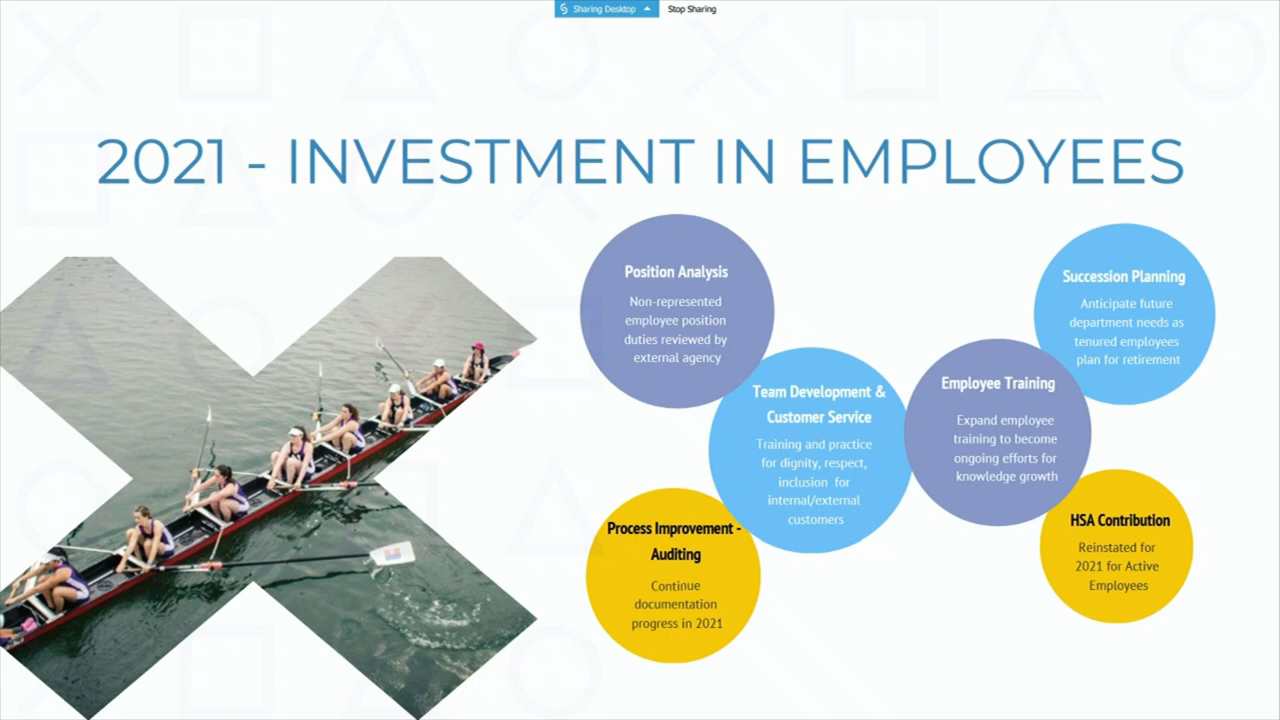 Sharing Desktop
Stop Sharing
2021 - INVESTMENT IN EMPLOYEES
Position Analysis
Non-represented
employee position
duties reviewed by
external agency
Team Development &
Customer Service
Training and practice
for dignity, respect,
inclusion for
internal/external
customers
Process Improvement -
Auditing
Continue
documentation
progress in 2021
Succession Planning
Anticipate future
department needs as
tenured employees
plan for retirement
Employee Training
Expand employee
training to become
ongoing efforts for
knowledge growth
HSA Contribution
Reinstated for
2021 for Active
Employees